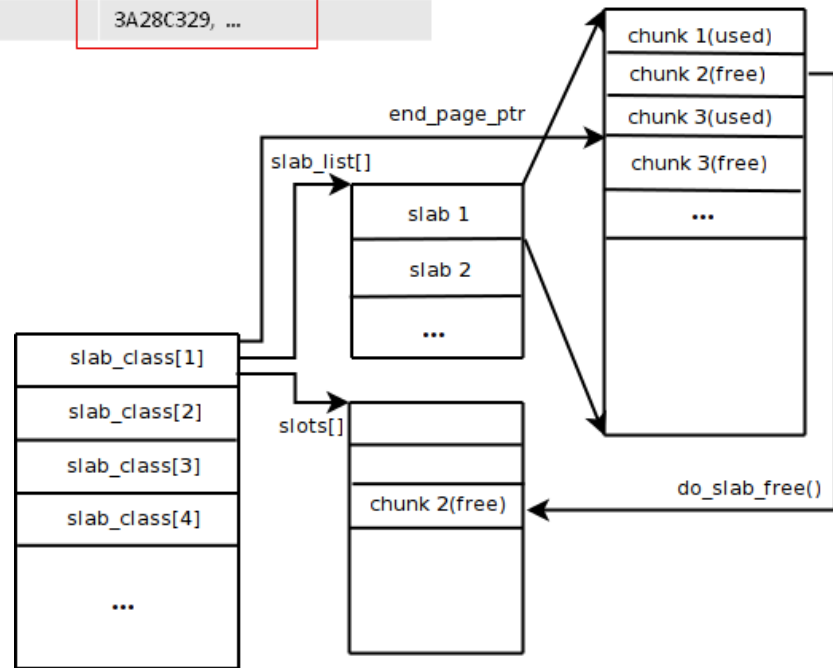 3A28C329, ...
chunk 1(used)
chunk 2(free)
end_page_ptr
chunk 3(used)
slab_list[]
chunk 3(free)
slab 1
...
slab 2
...
slab_class[1]
slab_class[2]
slots[]
slab_class[3]
chunk 2(free)
do_slab_free()
slab_class[4]
...